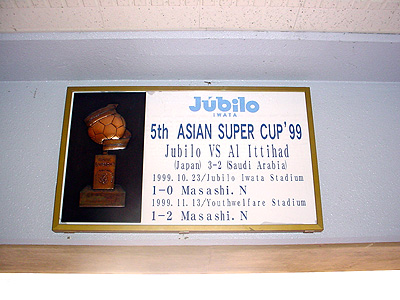 Júbilo
IWATA
5th ASIAN SUPER CUP'99
Jubilo VS Al Ittihad
(Japan) 3-2 (Saudi Arabia)
1999.10.23/Jubilo Iwata Stadium
1-0 Masashi.N
1999.11.13/Youthwelfare Stadium
1-2 Masashi.N